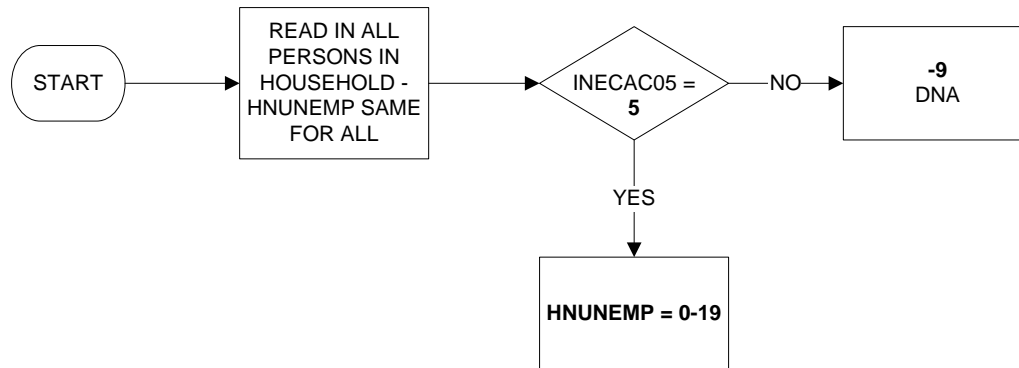 START
READ IN ALL
PERSONS IN
HOUSEHOLD -
HNUNEMP SAME
FOR ALL
INECAC05 =
5
NO
-9
DNA
YES
HNUNEMP = 0-19